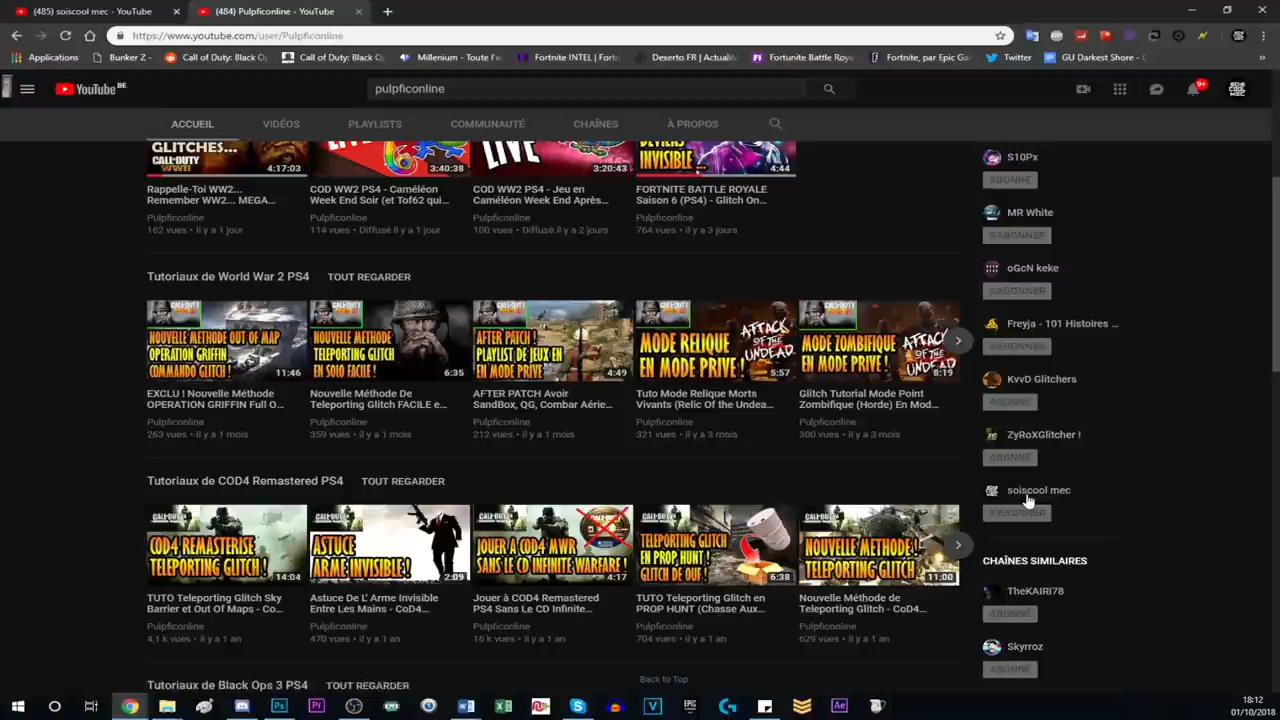 (485) soiscool mec - YouTube
(484) Pulpficonline - YouTube
https://www.youtube.com/user/Pulpficonline
Applications
Bunker Z -
Call of Duty: Black Op
Call of Duty: Black Op
Millenium - Toute l'a
Fortnite INTEL | Fort
Dexerto FR | Actualit
Fortunite Battle Roya
Fortnite, par Epic Ga
Twitter
GU Darkest Shore - G
»
YouTube BE
pulpficonline
9+
ACCUEIL
VIDÉOS
PLAYLISTS
COMMUNAUTÉ
CHAÎNES
À PROPOS
GLITCHES...
CALL·DUTY
WWII
4:17:03
LIVE
3:40:38
LIVE
3:20:43
DEVIENS
INVISIBLE ...
4:44
Rappelle-Toi WW2...
Remember WW2... MEGA...
Pulpficonline
162 vues • il y a 1 jour
COD WW2 PS4 - Caméléon
Week End Soir (et Tof62 qui...
Pulpficonline
114 vues • Diffusé il y a 1 jour
COD WW2 PS4 - Jeu en
Caméléon Week End Après...
Pulpficonline
100 vues • Diffusé il y a 2 jours
FORTNITE BATTLE ROYALE
Saison 6 (PS4) - Glitch On...
Pulpficonline
764 vues • il y a 3 jours
Tutoriaux de World War 2 PS4
TOUT REGARDER
NOUVELLE METHODE OUT OF MAP
OPERATION GRIFFIN
COMMANDO GLITCH !
11:46
NOUVELLE METHODE
TELEPORTING GLITCH
EN SOLO FACILE !
6:35
AFTER PATCH !
PLAYLIST DE JEUX EN
MODE PRIVE !
4:49
MODE RELIQUE
EN MODE PRIVE !
ATTACK
OF THE
UNDEAD
5:57
MODE ZOMBIFIQUE
EN MODE PRIVE !
ATTACK
OF THE
UNDEAD
8:19
EXCLU ! Nouvelle Méthode
OPERATION GRIFFIN Full O...
Pulpficonline
263 vues • il y a 1 mois
Nouvelle Méthode De
Teleporting Glitch FACILE e...
Pulpficonline
359 vues • il y a 1 mois
AFTER PATCH Avoir
SandBox, QG, Combar Aérie...
Pulpficonline
212 vues • il y a 1 mois
Tuto Mode Relique Morts
Vivants (Relic Of the Undea...
Pulpficonline
321 vues • il y a 3 mois
Glitch Tutorial Mode Point
Zombifique (Horde) En Mod...
Pulpficonline
300 vues • il y a 3 mois
Tutoriaux de COD4 Remastered PS4
TOUT REGARDER
COD4 REMASTERISE
TELEPORTING GLITCH !
14:04
ASTUCE
ARME INVISIBLE !
2:09
JOUER A COD4 MWR
SANS LE CD INFINITE WARFARE !
4:17
TELEPORTING GLITCH
EN PROP HUNT !
GLITCH DE OUF !
6:38
NOUVELLE METHODE !
TELEPORTING GLITCH
11:00
TUTO Teleporting Glitch Sky
Barrier et Out Of Maps - Co...
Pulpficonline
4,1 k vues • il y a 1 an
Astuce De L' Arme Invisible
Entre Les Mains - CoD4...
Pulpficonline
470 vues • il y a 1 an
Jouer à COD4 Remastered
PS4 Sans Le CD Infinite...
Pulpficonline
16 k vues • il y a 1 an
TUTO Teleporting Glitch en
PROP HUNT (Chasse Aux...
Pulpficonline
704 vues • il y a 1 an
Nouvelle Méthode de
Teleporting Glitch - CoD4...
Pulpficonline
629 vues • il y a 1 an
Tutoriaux de Black Ops 3 PS4
TOUT REGARDER
Back to Top
S10Px
ABONNÉ
MR White
S'ABONNER
oGcN keke
S'ABONNER
Freyja - 101 Histoires ...
S'ABONNER
KvvD Glitchers
ABONNÉ
ZyRoXGlitcher !
ABONNÉ
soiscool mec
S'ABONNER
CHAÎNES SIMILAIRES
TheKAIRI78
ABONNÉ
Skyrroz
ABONNÉ
18:12
01/10/2018